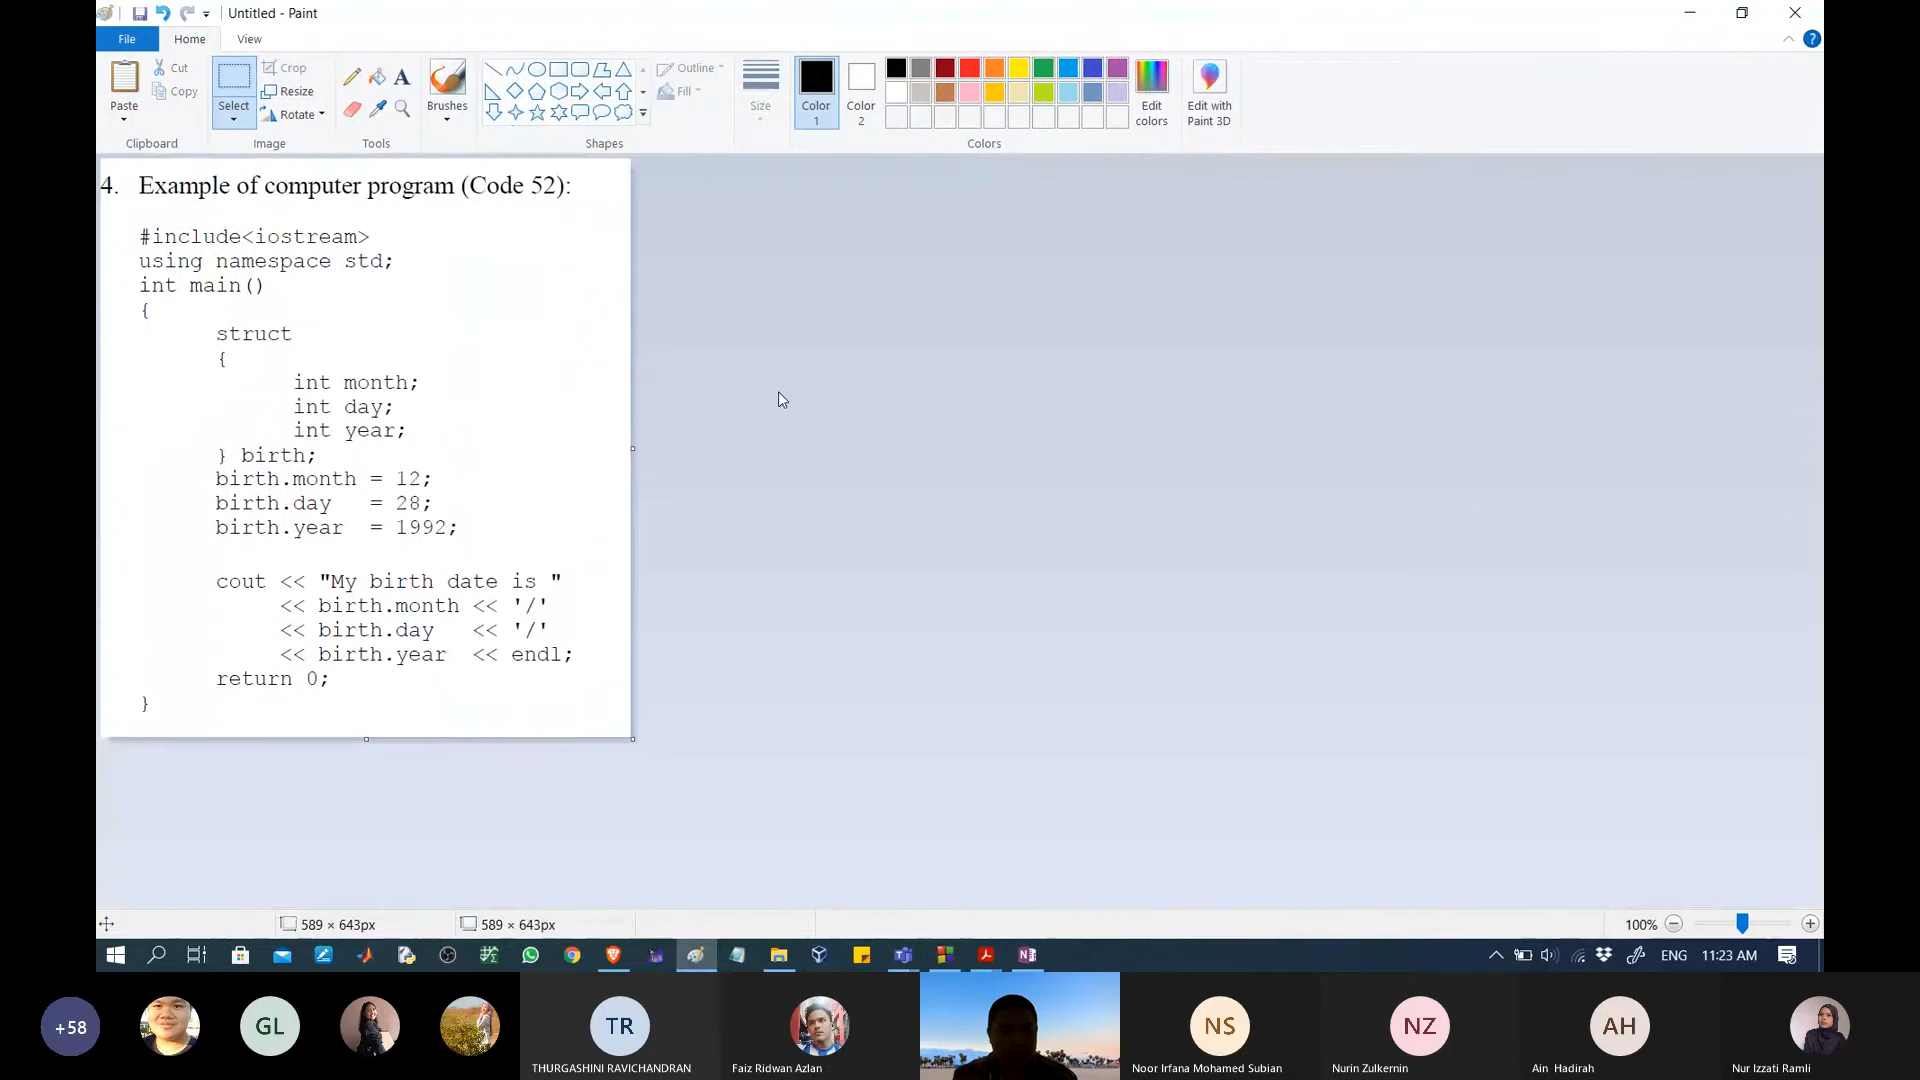 Untitled - Paint
File Home View
Paste
Cut
Copy
Clipboard
Select
Crop
Resize
Rotate
Image
Tools
Brushes
Shapes
Outline
Fill
Size
Color 1
Color 2
Colors
Edit colors
Edit with Paint 3D
4. Example of computer program (Code 52):
#include<iostream>
using namespace std;
int main()
{
struct
{
int month;
int day;
int year;
} birth;
birth.month = 12;
birth.day = 28;
birth.year = 1992;
cout << "My birth date is "
<< birth.month << '/'
<< birth.day << '/'
<< birth.year << endl;
return 0;
}
589 × 643px 589 × 643px 100%
ENG 11:23 AM
+58 GL TR NS NZ AH
THURGASHINI RAVICHANDRAN Faiz Ridwan Azlan Noor Irfana Mohamed Subian Nurin Zulkernin Ain Hadirah Nur Izzati Ramli